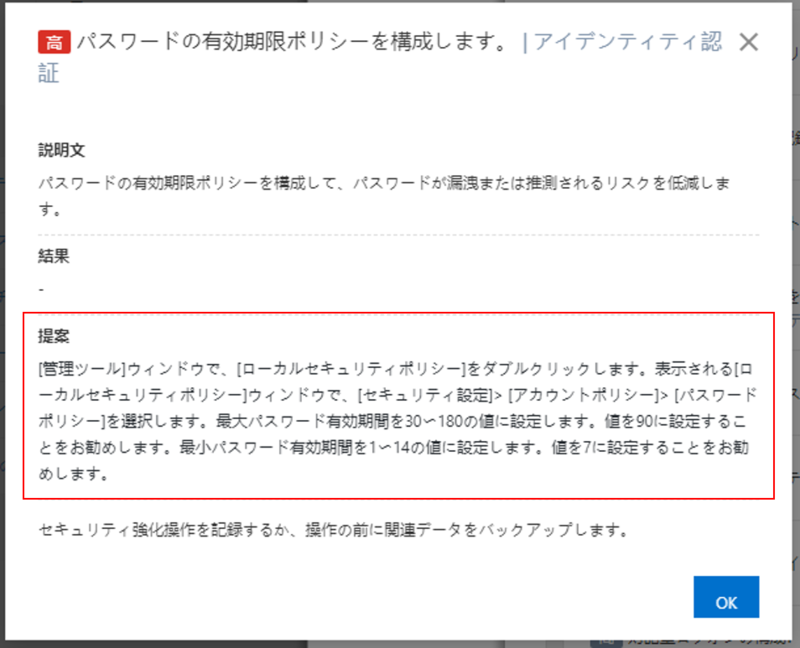 高 パスワードの有効期限ポリシーを構成します。 | アイデンティティ認
証
説明文
パスワードの有効期限ポリシーを構成して、パスワードが漏洩または推測されるリスクを低減しま
す。
結果
-
提案
[管理ツール]ウィンドウで、[ローカルセキュリティポリシー]をダブルクリックします。表示される[ロ
ーカルセキュリティポリシー]ウィンドウで、[セキュリティ設定]> [アカウントポリシー]> [パスワード
ポリシー]を選択します。最大パスワード有効期間を30〜180の値に設定します。値を90に設定するこ
とをお勧めします。最小パスワード有効期間を1〜14の値に設定します。値を7に設定することをお勧
めします。
セキュリティ強化操作を記録するか、操作の前に関連データをバックアップします。
OK